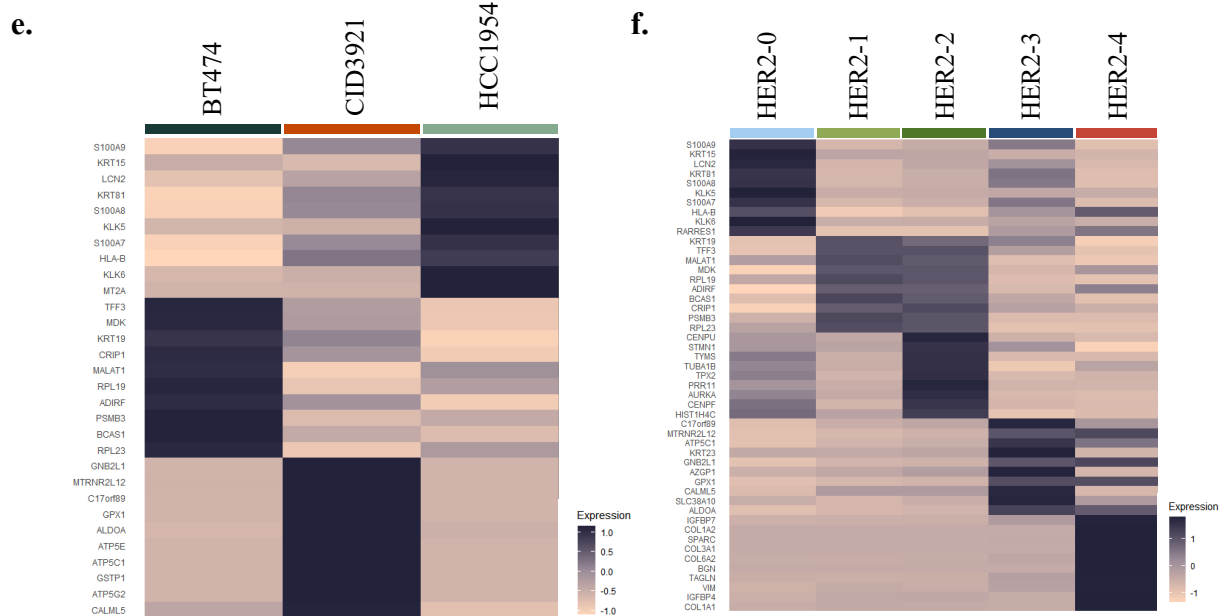 e.
BT474
CID3921
HCC1954
S100A9
KRT15
LCN2
KRT81
S100A8
KLK5
S100A7
HLA-B
KLK6
MT2A
TFF3
MDK
KRT19
CRIP1
MALAT1
RPL19
ADIRF
PSMB3
BCAS1
RPL23
GNB2L1
MTRNR2L12
C17orf89
GPX1
ALDOA
ATP5E
ATP5C1
GSTP1
ATP5G2
CALML5
Expression
1.0
0.5
0.0
-0.5
-1.0
f.
HER2-0
HER2-1
HER2-2
HER2-3
HER2-4
S100A9
KRT15
LCN2
KRT81
S100A8
KLK5
S100A7
HLA-B
KLK6
RARRES1
KRT19
TFF3
MALAT1
MDK
RPL19
ADIRF
BCAS1
CRIP1
PSMB3
RPL23
CENPU
STMN1
TYMS
TUBA1B
TPX2
PRR11
AURKA
CENPF
HIST1H4C
C17orf89
MTRNR2L12
ATP5C1
KRT23
GNB2L1
AZGP1
GPX1
CALML5
SLC38A10
ALDOA
IGFBP7
COL1A2
SPARC
COL3A1
COL6A2
BGN
TAGLN
VIM
IGFBP4
COL1A1
Expression
1
0
-1